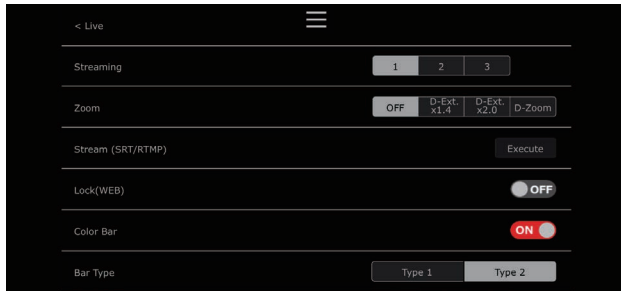 < Live
Streaming 1 2 3
Zoom OFF D-Ext. x1.4 D-Ext. x2.0 D-Zoom
Stream (SRT/RTMP) Execute
Lock(WEB) OFF
Color Bar ON
Bar Type Type 1 Type 2